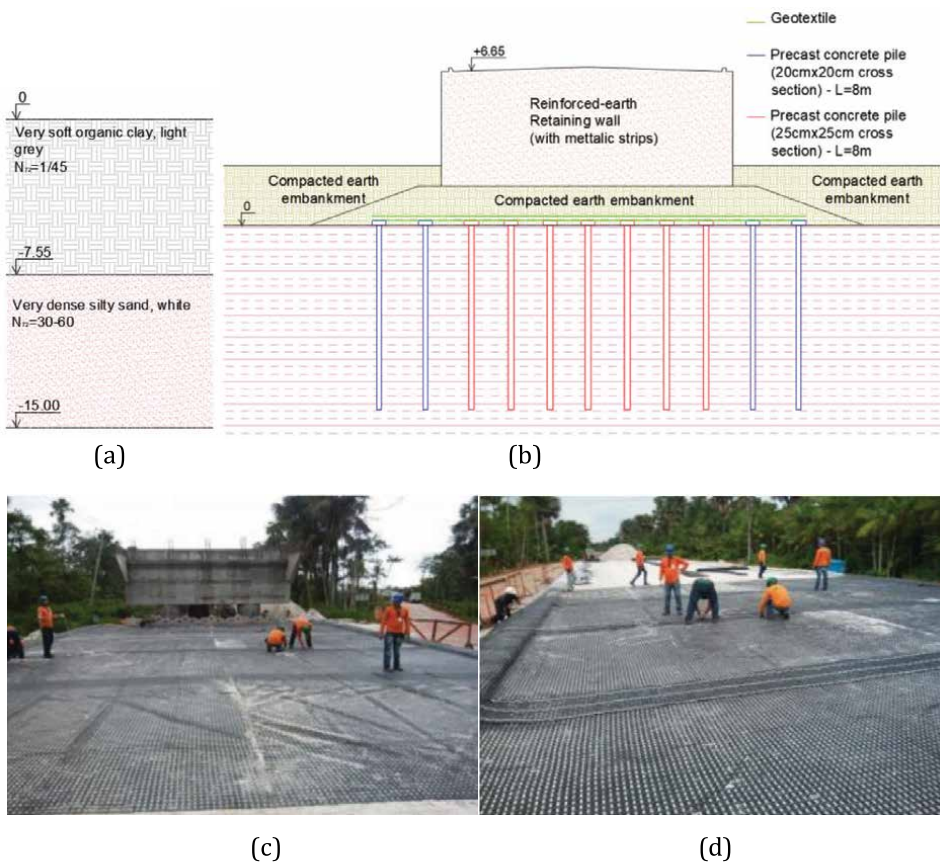 0
Very soft organic clay, light
grey
N₇₂=1/45
-7.55
Very dense silty sand, white
N₇₂=30-60
-15.00
(a)
+6.65
Reinforced-earth
Retaining wall
(with mettalic strips)
Geotextile
Precast concrete pile
(20cmx20cm cross
section) - L=8m
Precast concrete pile
(25cmx25cm cross
section) - L=8m
Compacted earth
embankment
Compacted earth embankment
Compacted earth
embankment
0
(b)
(c)
(d)